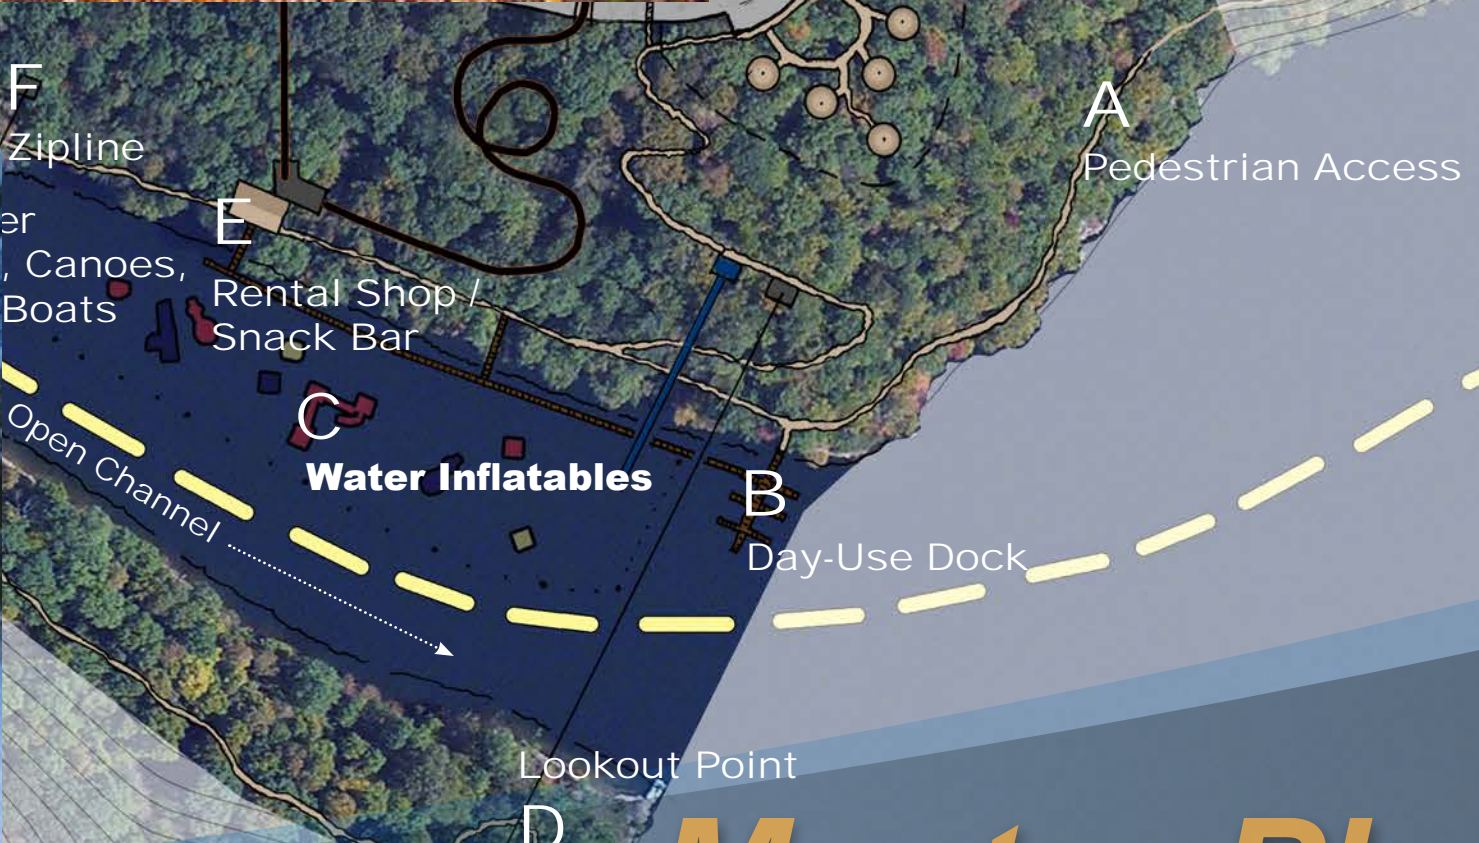 F
Zipline
A
Pedestrian Access
er
, Canoes,
Boats
E
Rental Shop /
Snack Bar
C
Water Inflatables
Open Channel
B
Day-Use Dock
Lookout Point
D